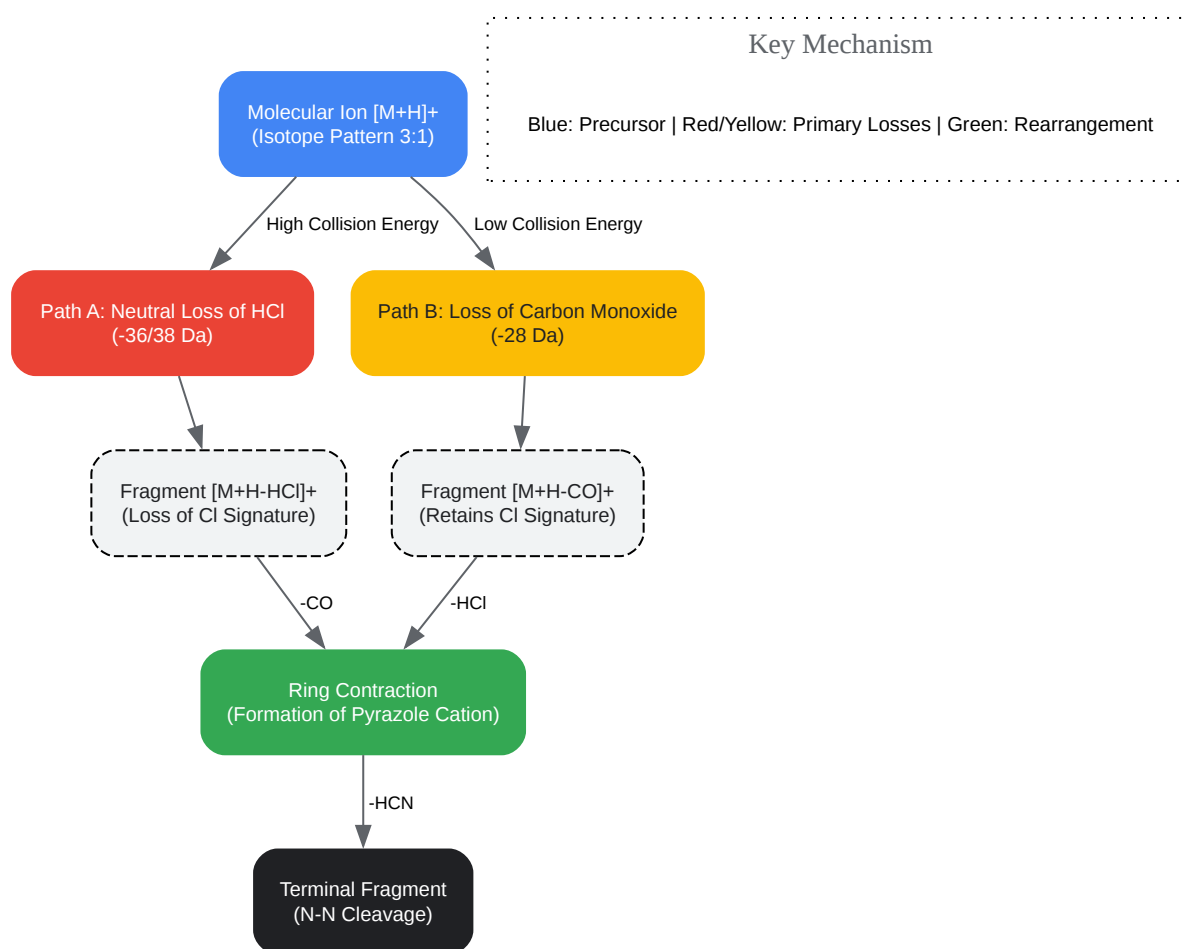 Key Mechanism
Blue: Precursor | Red/Yellow: Primary Losses | Green: Rearrangement
Molecular Ion [M+H]+
(Isotope Pattern 3:1)
High Collision Energy
Low Collision Energy
Path A: Neutral Loss of HCl
(-36/38 Da)
Path B: Loss of Carbon Monoxide
(-28 Da)
Fragment [M+H-HCl]+
(Loss of Cl Signature)
Fragment [M+H-CO]+
(Retains Cl Signature)
-CO
-HCl
Ring Contraction
(Formation of Pyrazole Cation)
-HCN
Terminal Fragment
(N-N Cleavage)